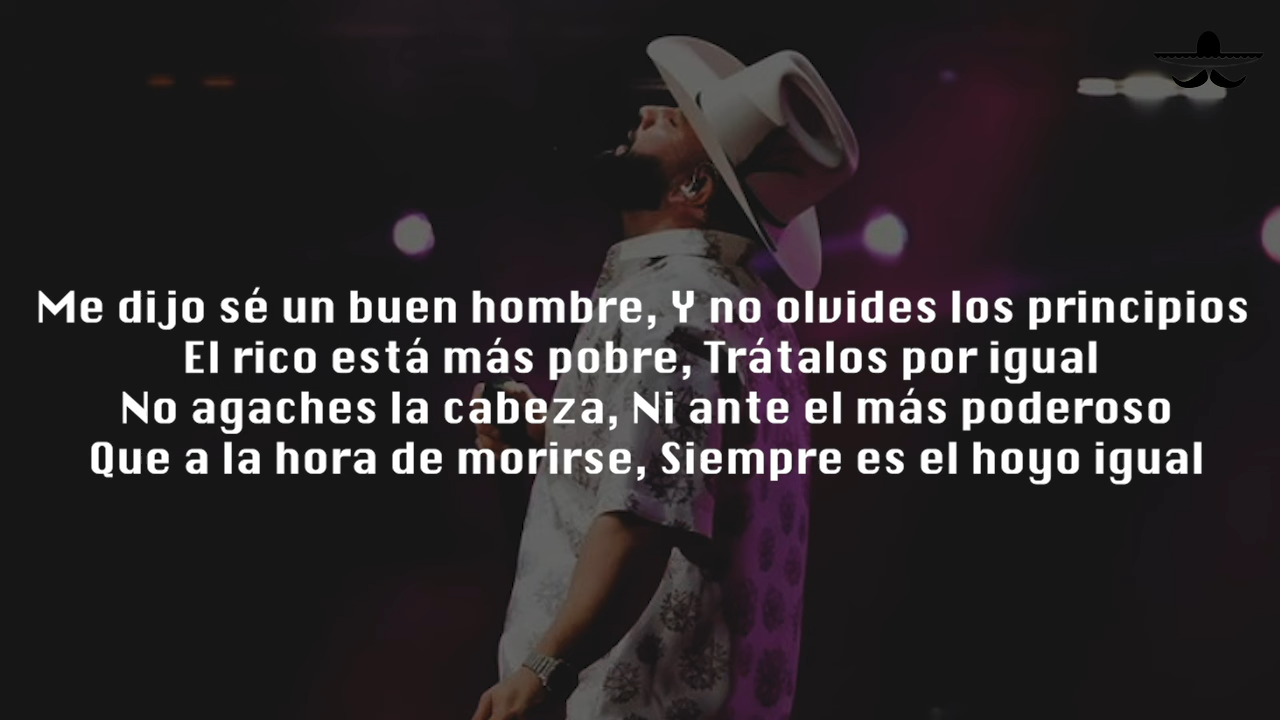 Me dijo sé un buen hombre, Y no olvides los principios
El rico está más pobre, Trátalos por igual
No agaches la cabeza, Ni ante el más poderoso
Que a la hora de morirse, Siempre es el hoyo igual